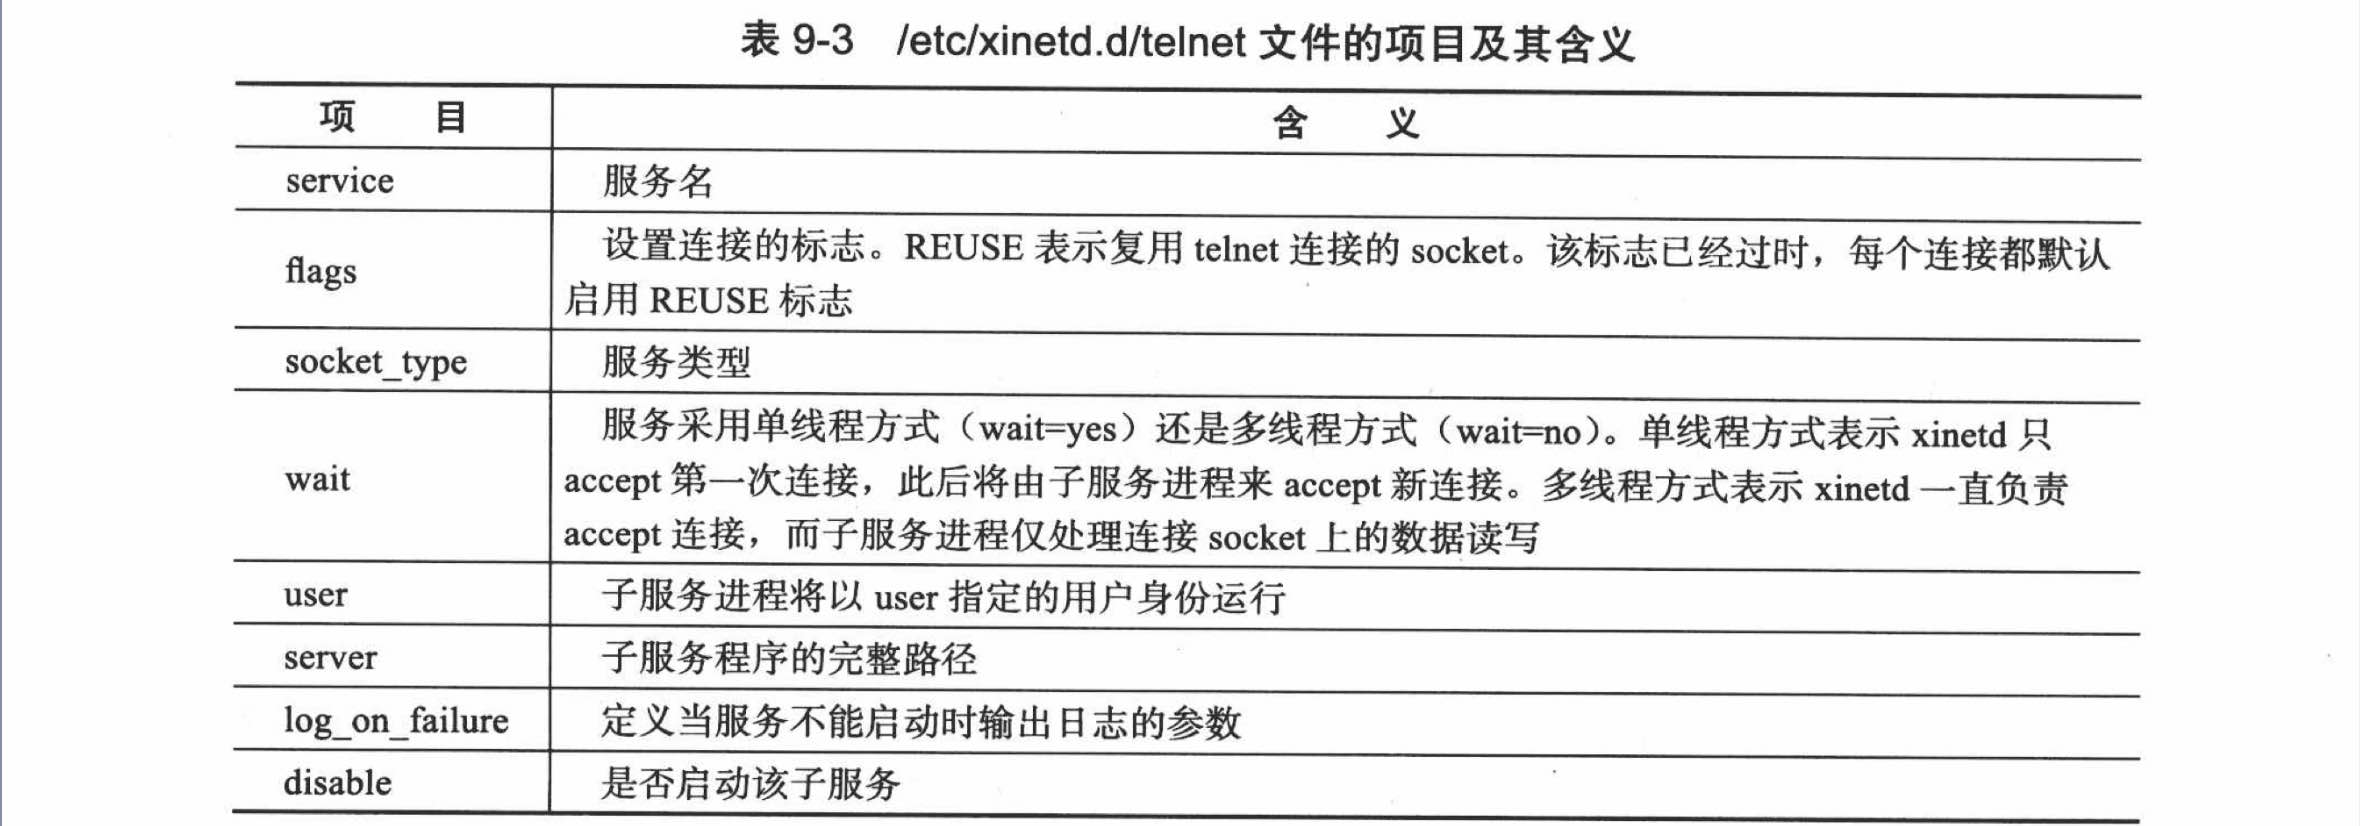 表 9-3 /etc/xinetd.d/telnet 文件的项目及其含义
项 目
含 义
service
服务名
flags
设置连接的标志。REUSE 表示复用 telnet 连接的 socket。该标志已经过时，每个连接都默认
启用 REUSE 标志
socket_type
服务类型
wait
服务采用单线程方式（wait=yes）还是多线程方式（wait=no）。单线程方式表示 xinetd 只
accept 第一次连接，此后将由子服务进程来 accept 新连接。多线程方式表示 xinetd 一直负责
accept 连接，而子服务进程仅处理连接 socket 上的数据读写
user
子服务进程将以 user 指定的用户身份运行
server
子服务程序的完整路径
log_on_failure
定义当服务不能启动时输出日志的参数
disable
是否启动该子服务